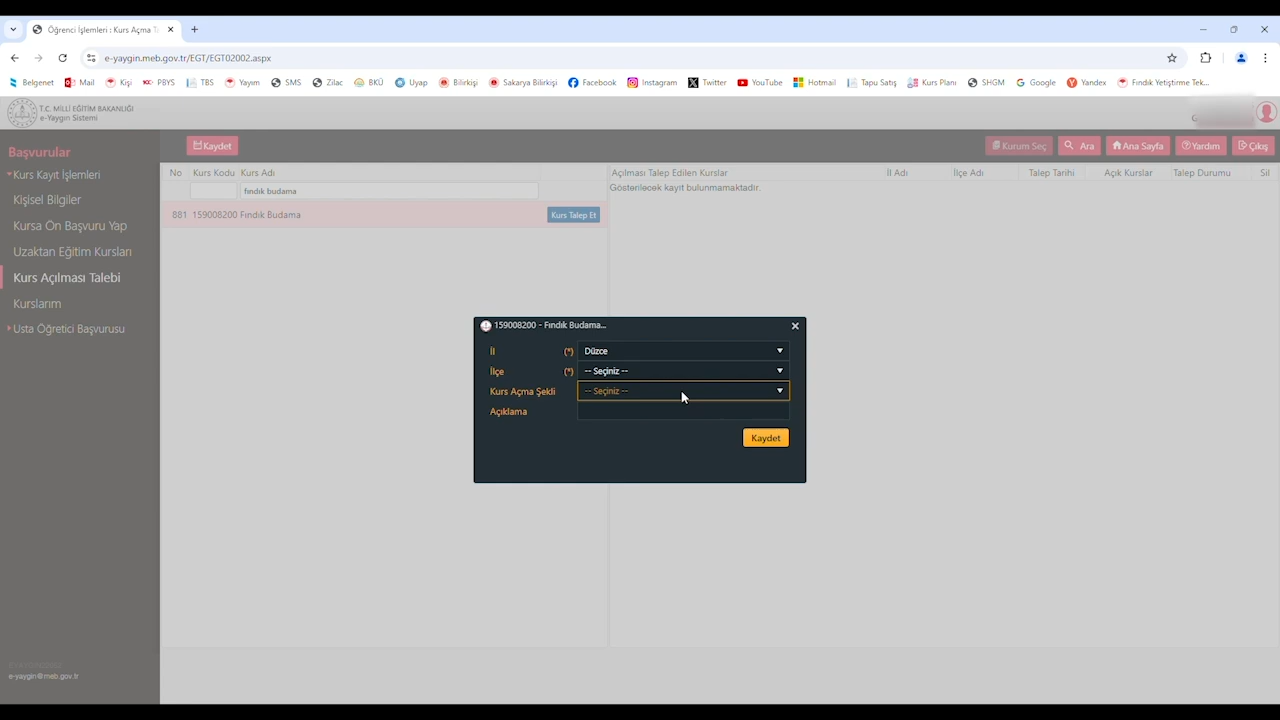 Öğrenci İşlemleri : Kurs Açma T
e-yaygin.meb.gov.tr/EGT/EGT02002.aspx
Belgenet Mail Kişi PBYS TBS Yayım SMS Zilac BKÜ Uyap Bilirkişi Sakarya Bilirkişi Facebook Instagram Twitter YouTube Hotmail Tapu Satış Kurs Planı SHGM Google Yandex Fındık Yetiştirme Tek...
T.C. MİLLİ EĞİTİM BAKANLIĞI
e-Yaygın Sistemi
Kaydet Kurum Seç Ara Ana Sayfa Yardım Çıkış
Başvurular
Kurs Kayıt İşlemleri
Kişisel Bilgiler
Kursa Ön Başvuru Yap
Uzaktan Eğitim Kursları
Kurs Açılması Talebi
Kurslarım
Usta Öğretici Başvurusu
e-yaygin@meb.gov.tr
No Kurs Kodu Kurs Adı
fındık budama
881 159008200 Fındık Budama Kurs Talep Et
Açılması Talep Edilen Kurslar İl Adı İlçe Adı Talep Tarihi Açık Kurslar Talep Durumu Sil
Gösterilecek kayıt bulunmamaktadır.
159008200 - Fındık Budama...
İl (*) Düzce
İlçe (*) -- Seçiniz --
Kurs Açma Şekli -- Seçiniz --
Açıklama
Kaydet